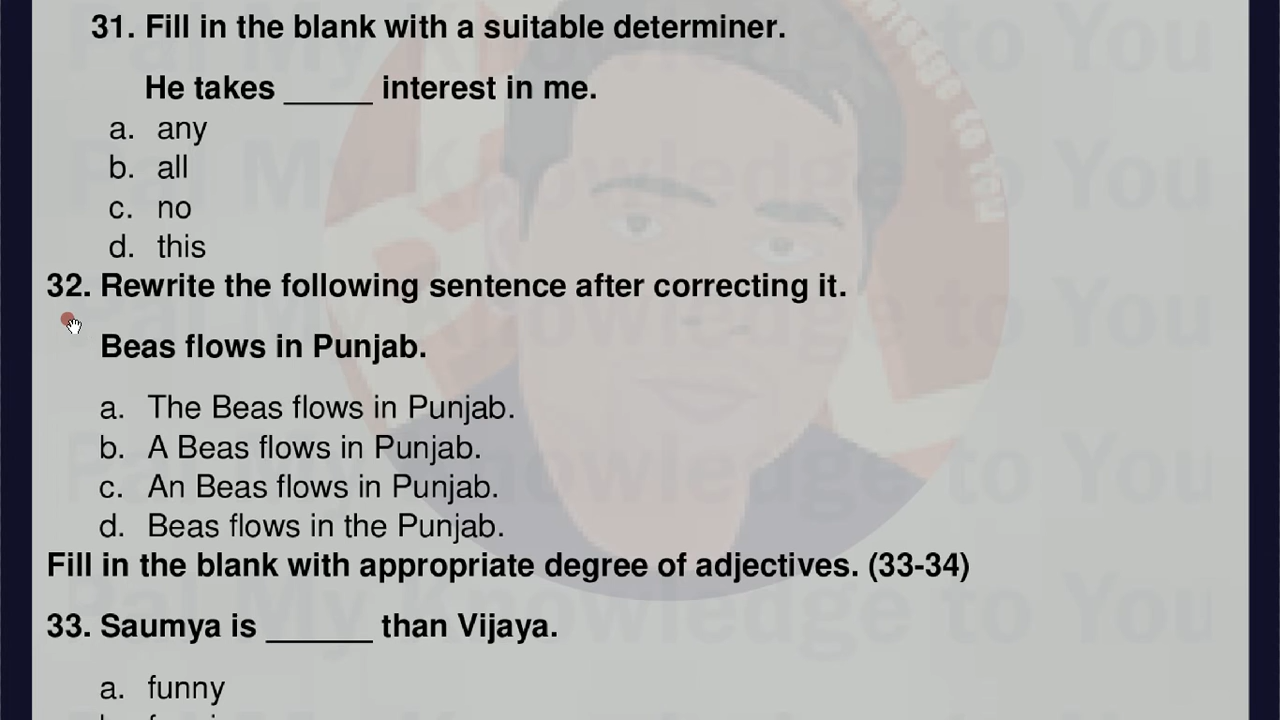 31. Fill in the blank with a suitable determiner.
He takes _____ interest in me.
a. any
b. all
c. no
d. this
32. Rewrite the following sentence after correcting it.
Beas flows in Punjab.
a. The Beas flows in Punjab.
b. A Beas flows in Punjab.
c. An Beas flows in Punjab.
d. Beas flows in the Punjab.
Fill in the blank with appropriate degree of adjectives. (33-34)
33. Saumya is ______ than Vijaya.
a. funny